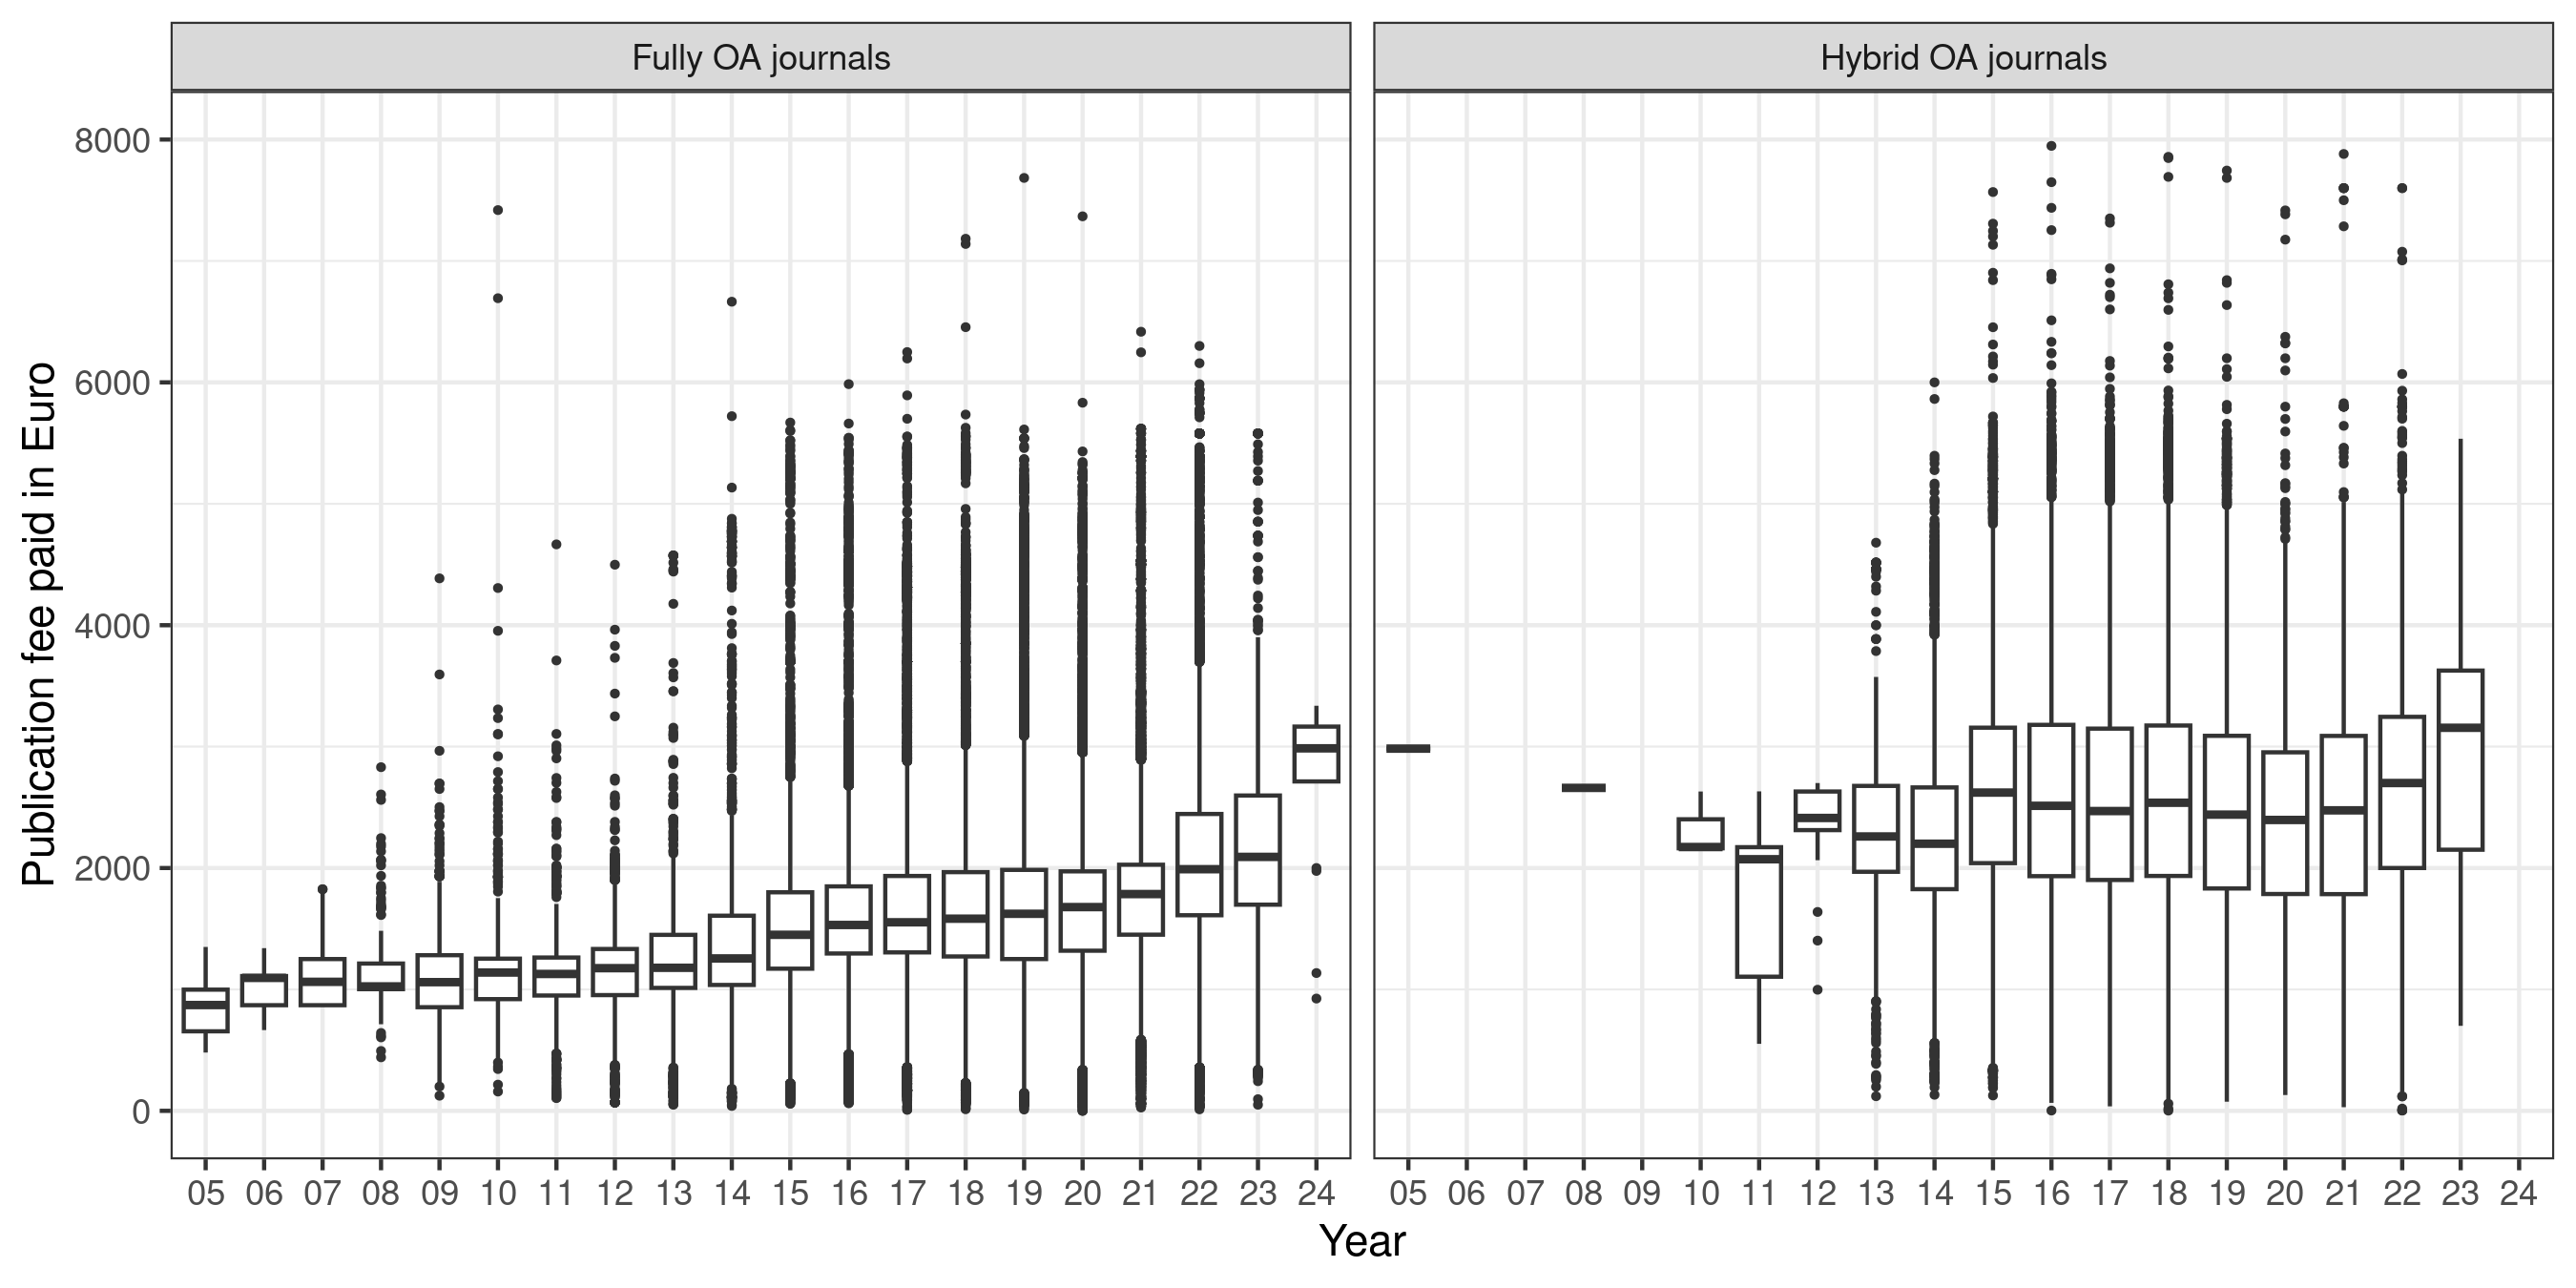 Fully OA journals
Hybrid OA journals
Publication fee paid in Euro
8000
6000
4000
2000
0
05 06 07 08 09 10 11 12 13 14 15 16 17 18 19 20 21 22 23 24
05 06 07 08 09 10 11 12 13 14 15 16 17 18 19 20 21 22 23 24
Year